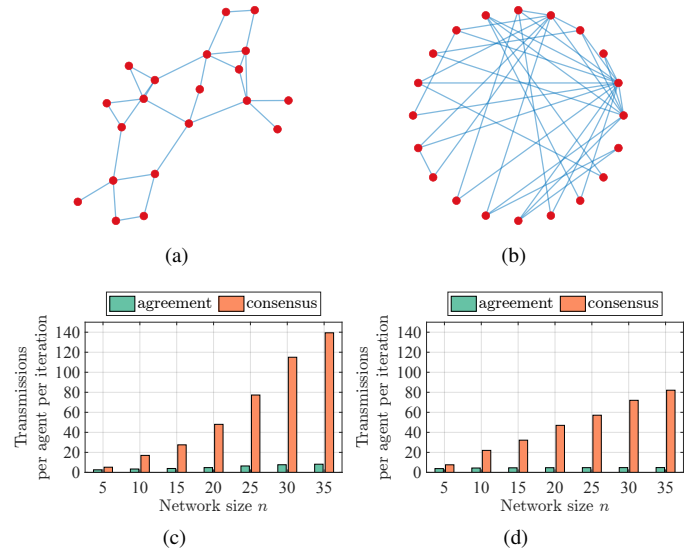 (a)
(b)
agreement consensus
Transmissions
per agent per iteration
140
120
100
80
60
40
20
0
5 10 15 20 25 30 35
Network size n
(c)
agreement consensus
Transmissions
per agent per iteration
140
120
100
80
60
40
20
0
5 10 15 20 25 30 35
Network size n
(d)